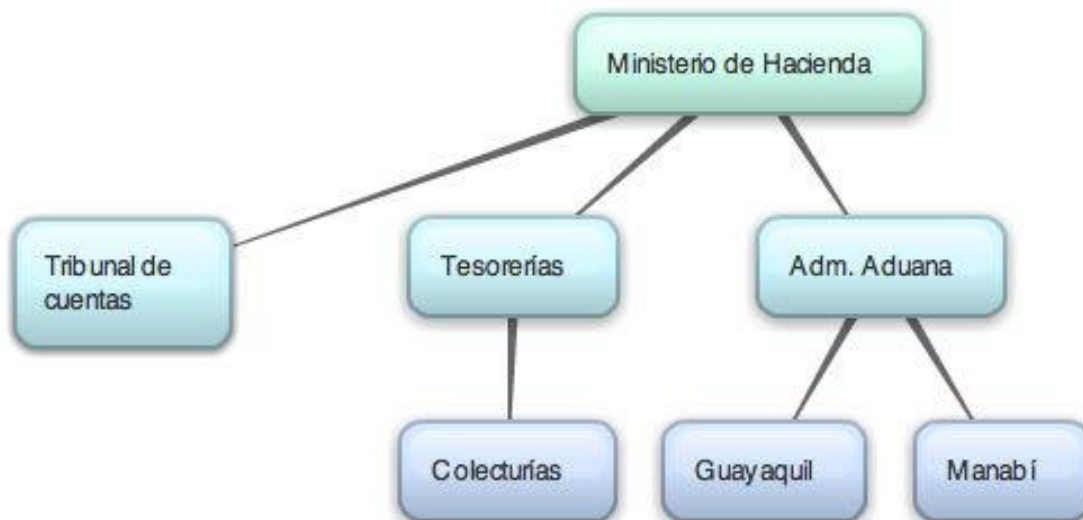 Ministerio de Hacienda
Tribunal de
cuentas
Tesorerías
Adm. Aduana
Colecturías
Guayaquil
Manabí